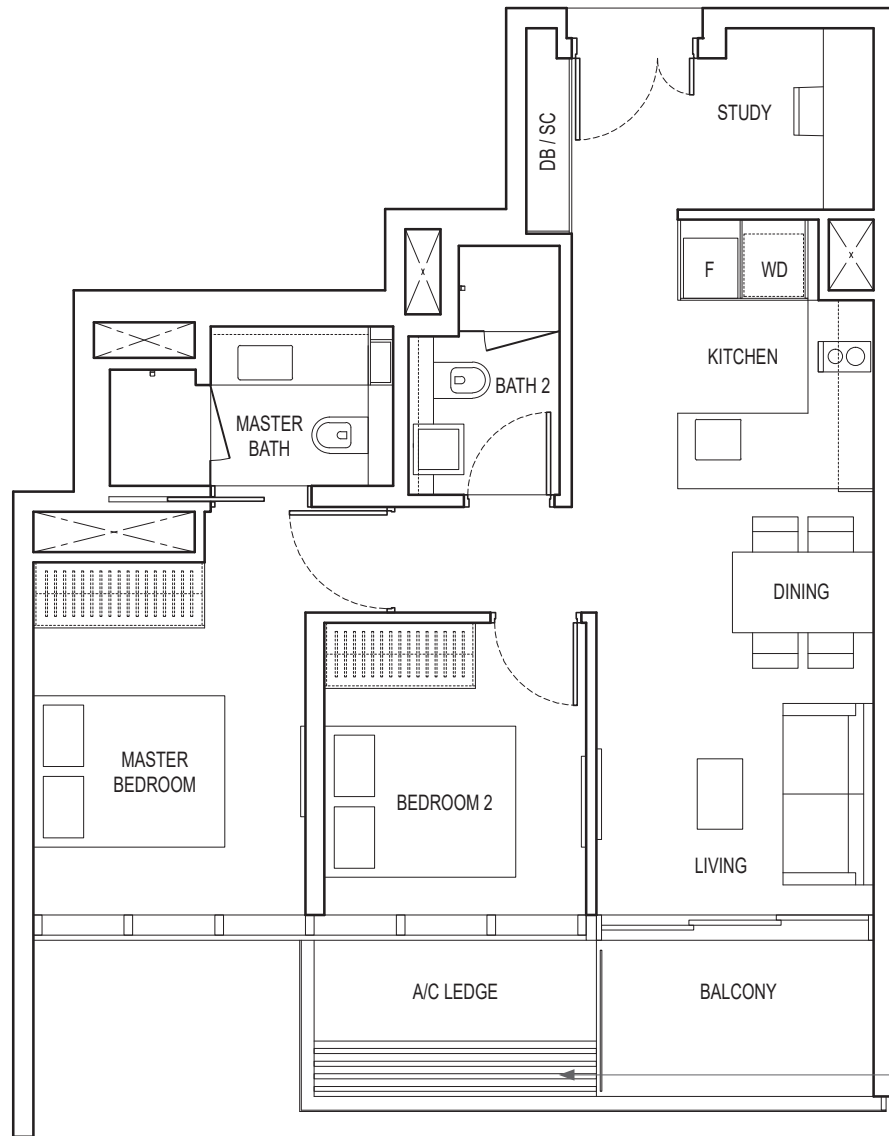 STUDY
DB / SC
F
WD
KITCHEN
BATH 2
MASTER
BATH
DINING
MASTER
BEDROOM
BEDROOM 2
LIVING
A/C LEDGE
BALCONY